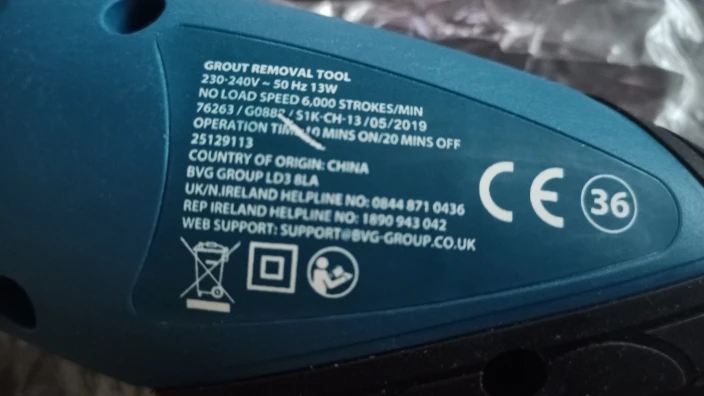 GROUT REMOVAL TOOL
230-240V ~ 50 Hz 13W
NO LOAD SPEED 6,000 STROKES/MIN
76263 / G0882 / S1K-CH-13 /05/2019
OPERATION TIME 10 MINS ON/20 MINS OFF
25129113
COUNTRY OF ORIGIN: CHINA
BVG GROUP LD3 8LA
UK/N.IRELAND HELPLINE NO: 0844 871 0436
REP IRELAND HELPLINE NO: 1890 943 042
WEB SUPPORT: SUPPORT@BVG-GROUP.CO.UK
CE 36